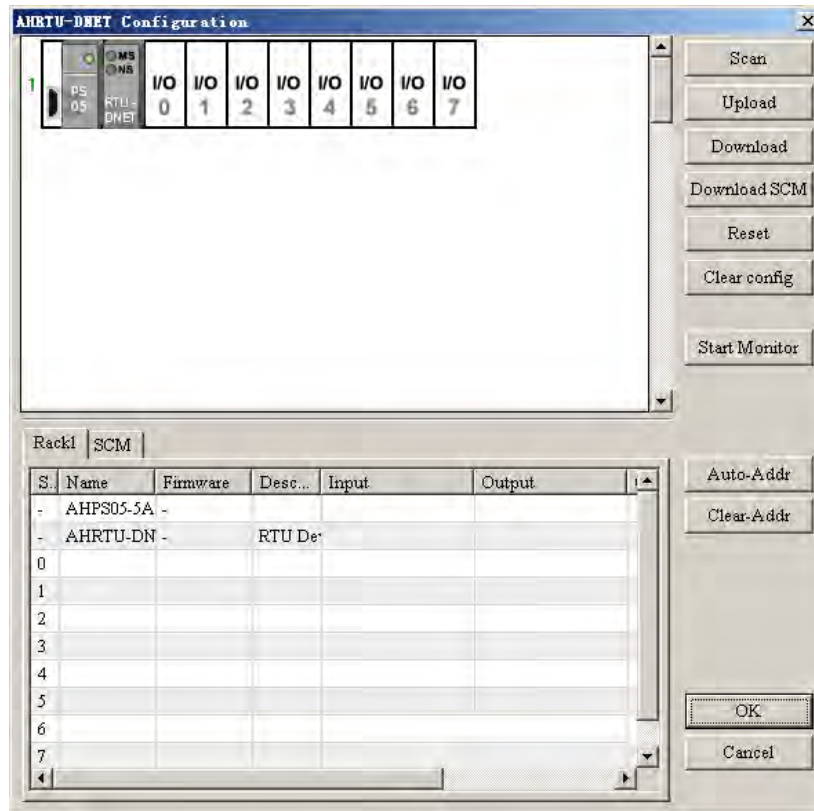 AHRTU-DNET Configuration
1
PS
05
MS
NS
RTU-
DNET
I/O
0
I/O
1
I/O
2
I/O
3
I/O
4
I/O
5
I/O
6
I/O
7
Scan
Upload
Download
Download SCM
Reset
Clear config
Start Monitor
Rack1 SCM
S.. Name Firmware Desc... Input Output
- AHPS05-5A -
- AHRTU-DN - RTU De
0
1
2
3
4
5
6
7
Auto-Addr
Clear-Addr
OK
Cancel